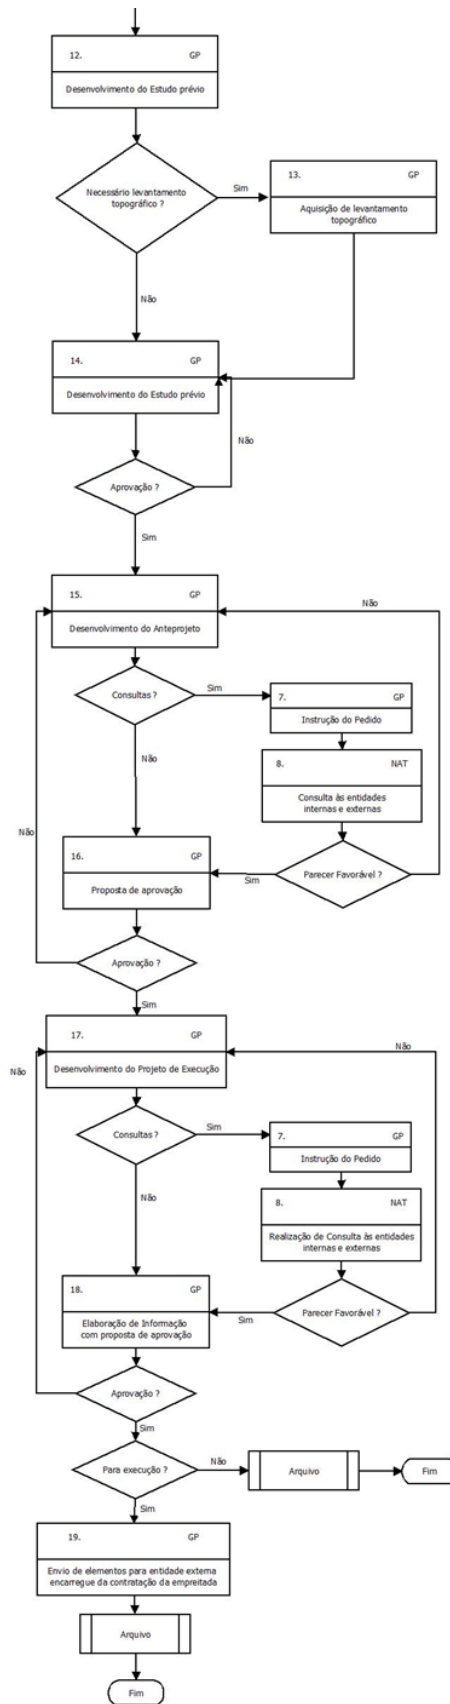 12. GP
Desenvolvimento do Estudo prévio
Necessário levantamento
topográfico ?
Sim
13. GP
Aquisição de levantamento
topográfico
Não
14. GP
Desenvolvimento do Estudo prévio
Não
Aprovação ?
Sim
15. GP
Desenvolvimento do Anteprojeto
Não
Consultas ?
Sim
7. GP
Instrução do Pedido
Não
8. NAT
Consulta às entidades
internas e externas
Não
16. GP
Proposta de aprovação
Sim
Parecer Favorável ?
Aprovação ?
Sim
17. GP
Desenvolvimento do Projeto de Execução
Não
Não
Consultas ?
Sim
7. GP
Instrução do Pedido
Não
8. NAT
Realização de Consulta às entidades
internas e externas
18. GP
Elaboração de Informação
com proposta de aprovação
Sim
Parecer Favorável ?
Aprovação ?
Sim
Para execução ?
Não
Arquivo
Fim
Sim
19. GP
Envio de elementos para entidade externa
encarregue da contratação da empreitada
Arquivo
Fim